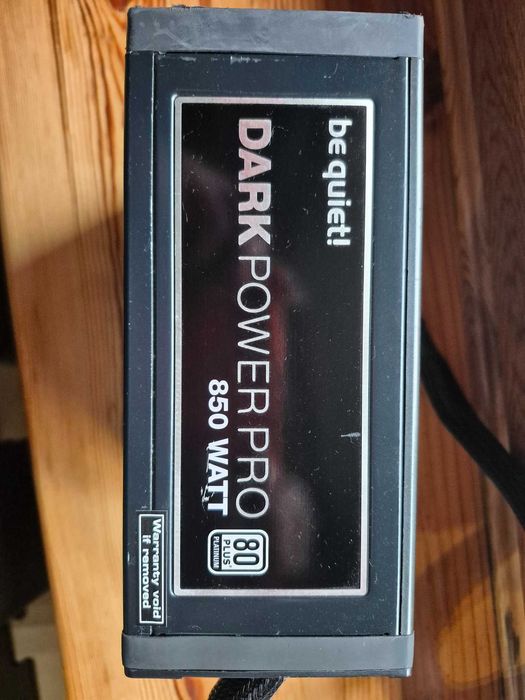 be quiet!
DARK POWER PRO
850 WATT
80
PLUS
PLATINUM
Warranty void
if removed